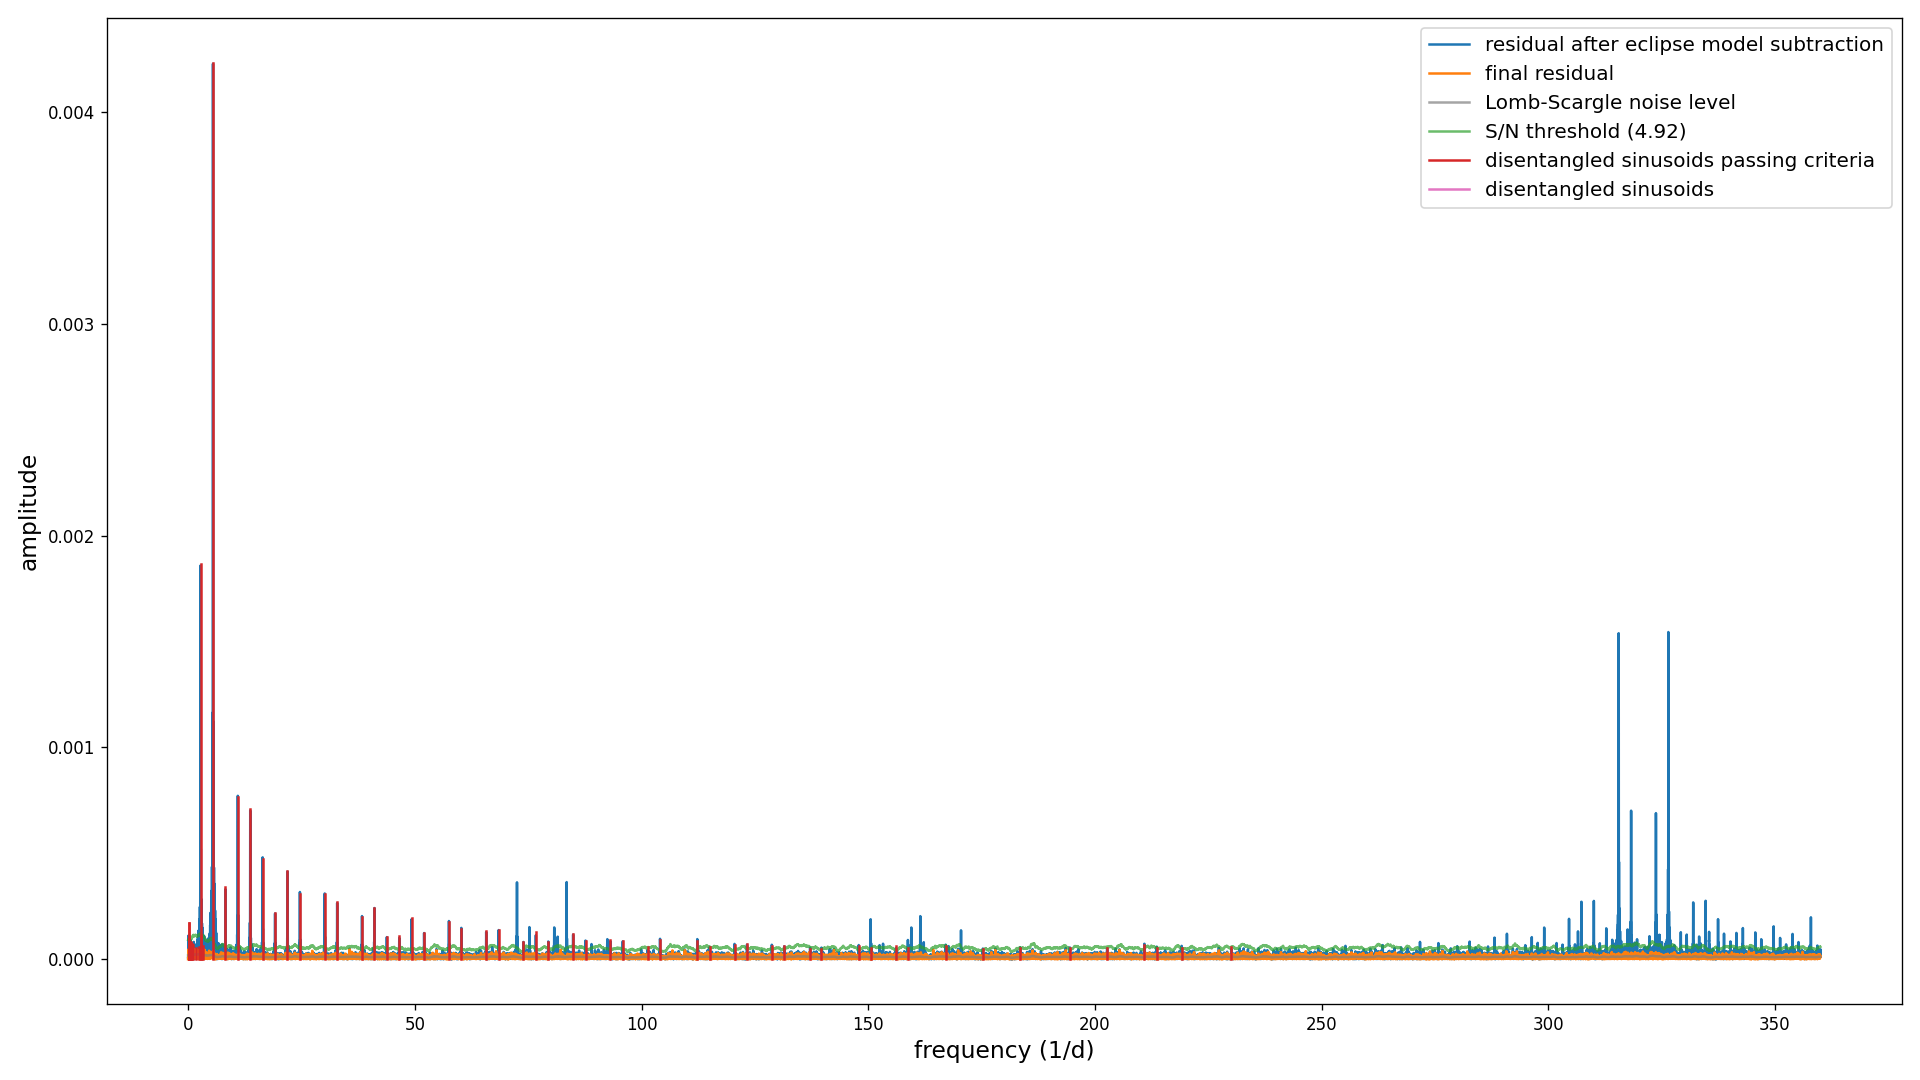 residual after eclipse model subtraction
final residual
Lomb-Scargle noise level
S/N threshold (4.92)
disentangled sinusoids passing criteria
disentangled sinusoids
amplitude
0.004
0.003
0.002
0.001
0.000
0 50 100 150 200 250 300 350
frequency (1/d)